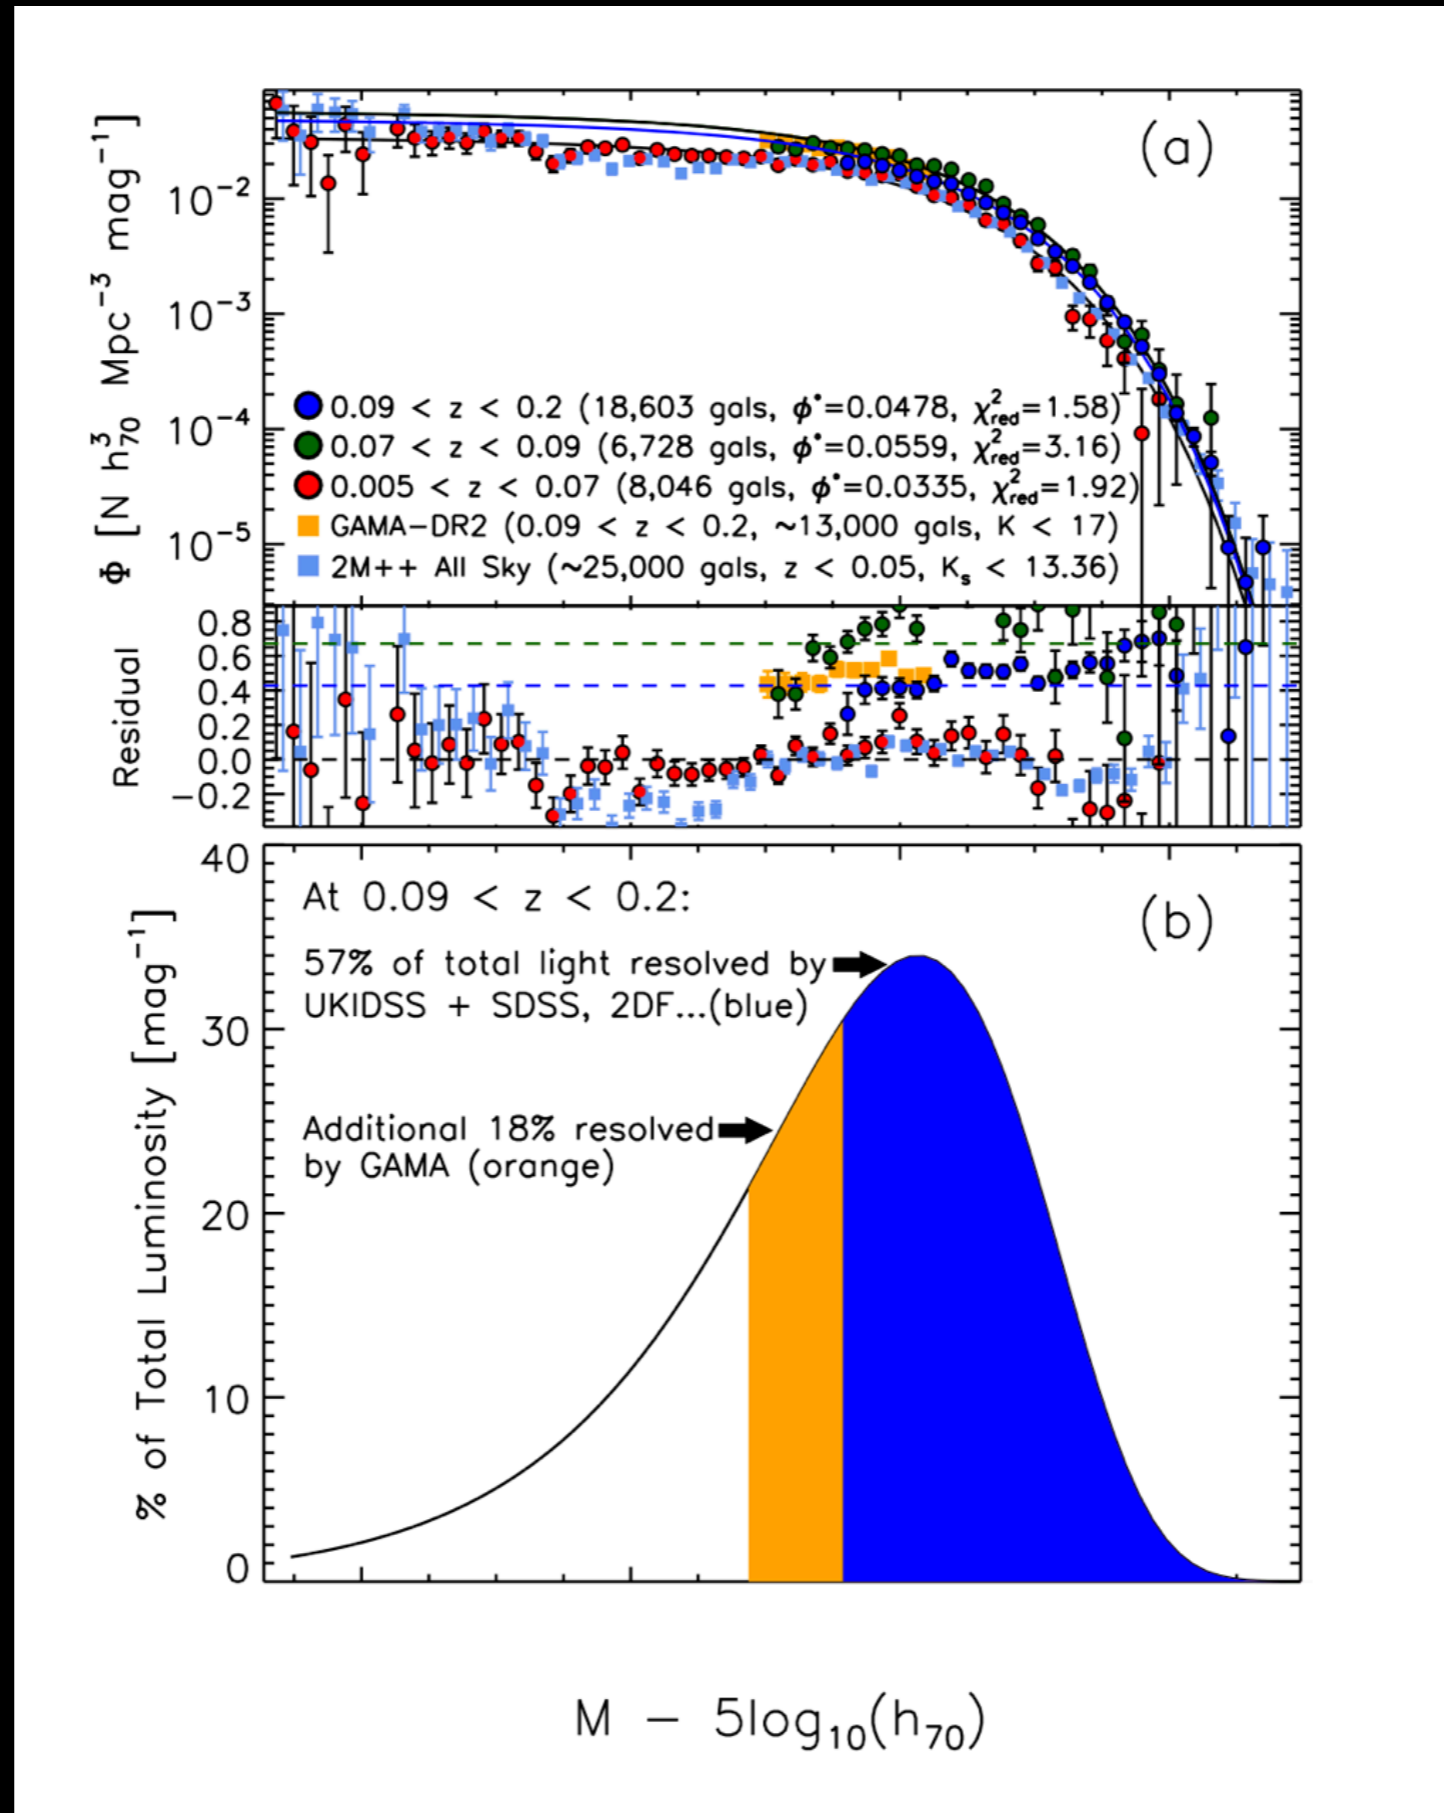 (a)
Φ [N h³₇₀ Mpc⁻³ mag⁻¹]
10⁻²
10⁻³
10⁻⁴
10⁻⁵
0.09 < z < 0.2 (18,603 gals, ϕ*=0.0478, χ²red=1.58)
0.07 < z < 0.09 (6,728 gals, ϕ*=0.0559, χ²red=3.16)
0.005 < z < 0.07 (8,046 gals, ϕ*=0.0335, χ²red=1.92)
GAMA-DR2 (0.09 < z < 0.2, ~13,000 gals, K < 17)
2M++ All Sky (~25,000 gals, z < 0.05, Ks < 13.36)
Residual
0.8
0.6
0.4
0.2
0.0
−0.2
(b)
% of Total Luminosity [mag⁻¹]
40
30
20
10
0
At 0.09 < z < 0.2:
57% of total light resolved by
UKIDSS + SDSS, 2DF...(blue)
Additional 18% resolved
by GAMA (orange)
M − 5log₁₀(h₇₀)